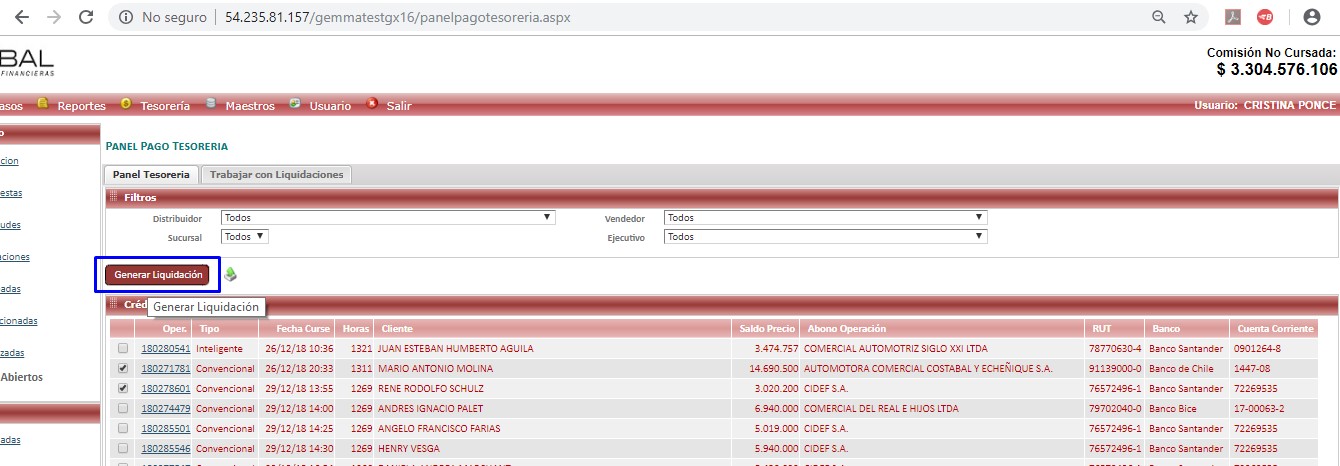 No seguro 54.235.81.157/gemmatestgx16/panelpagotesoreria.aspx
BAL
FINANCIERAS
Comisión No Cursada:
$ 3.304.576.106
asos Reportes Tesorería Maestros Usuario Salir Usuario: CRISTINA PONCE
o
PANEL PAGO TESORERIA
cion
Panel Tesoreria Trabajar con Liquidaciones
estas
Filtros
Distribuidor Todos Vendedor Todos
udes
Sucursal Todos Ejecutivo Todos
aciones
Generar Liquidación
adas
Créd
Generar Liquidación
cionadas
Oper. Tipo Fecha Curse Horas Cliente Saldo Precio Abono Operación RUT Banco Cuenta Corriente
180280541 Inteligente 26/12/18 10:36 1321 JUAN ESTEBAN HUMBERTO AGUILA 3.474.757 COMERCIAL AUTOMOTRIZ SIGLO XXI LTDA 78770630-4 Banco Santander 0901264-8
zadas
180271781 Convencional 26/12/18 20:33 1311 MARIO ANTONIO MOLINA 14.690.500 AUTOMOTORA COMERCIAL COSTABAL Y ECHEÑIQUE S.A. 91139000-0 Banco de Chile 1447-08
Abiertos
180278601 Convencional 29/12/18 13:55 1269 RENE RODOLFO SCHULZ 3.020.200 CIDEF S.A. 76572496-1 Banco Santander 72269535
180274479 Convencional 29/12/18 14:00 1269 ANDRES IGNACIO PALET 6.940.000 COMERCIAL DEL REAL E HIJOS LTDA 79702040-0 Banco Bice 17-00063-2
180285501 Convencional 29/12/18 14:25 1269 ANGELO FRANCISCO FARIAS 5.019.000 CIDEF S.A. 76572496-1 Banco Santander 72269535
adas
180285546 Convencional 29/12/18 14:30 1269 HENRY VESGA 5.940.000 CIDEF S.A. 76572496-1 Banco Santander 72269535